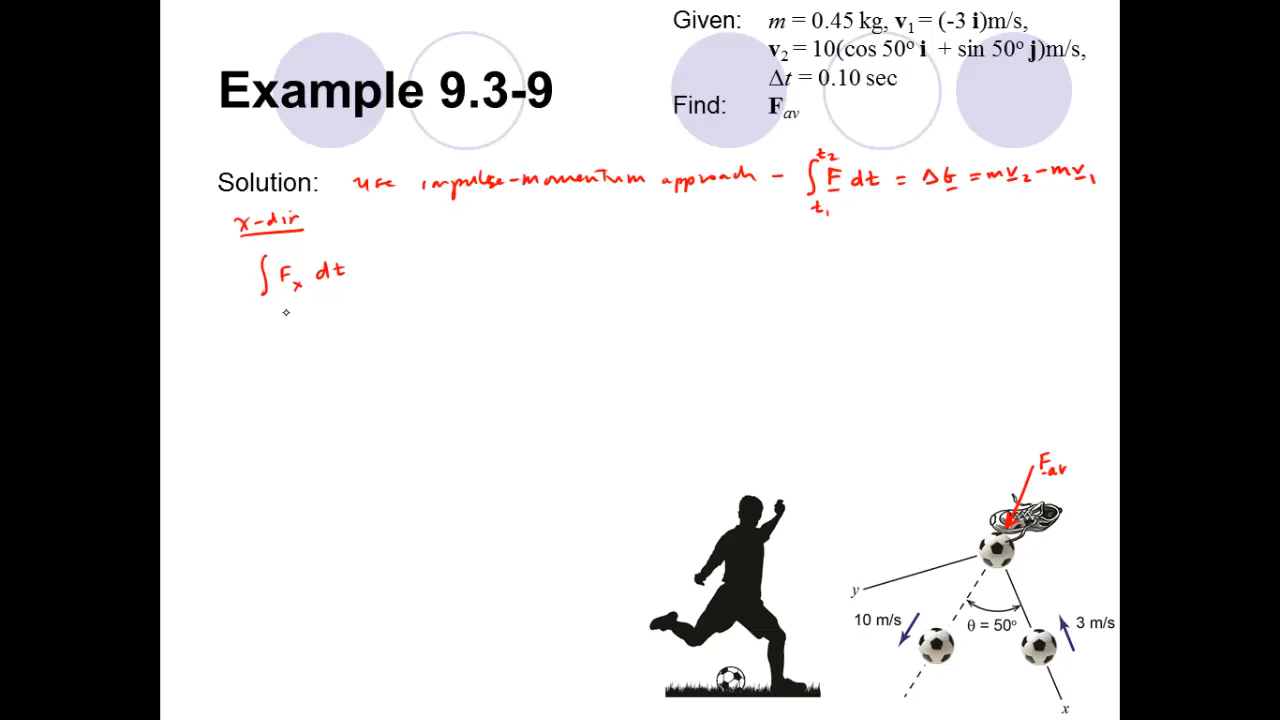 Given: m = 0.45 kg, v1 = (-3 i)m/s,
v2 = 10(cos 50° i + sin 50° j)m/s,
Δt = 0.10 sec
Find: Fav
Example 9.3-9
Solution: use impulse-momentum approach - ∫t1t2 F dt = ΔG = mv2 - mv1
x-dir
∫ Fx dt
Fav
y
10 m/s
θ = 50°
3 m/s
x